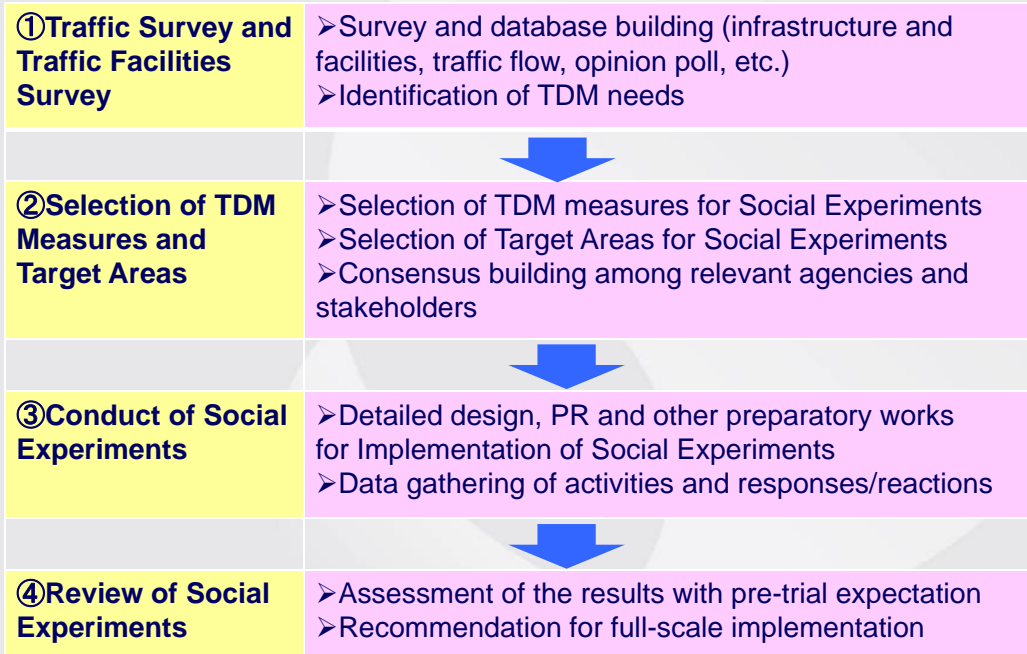 ①Traffic Survey and
Traffic Facilities
Survey
➢Survey and database building (infrastructure and
facilities, traffic flow, opinion poll, etc.)
➢Identification of TDM needs
②Selection of TDM
Measures and
Target Areas
➢Selection of TDM measures for Social Experiments
➢Selection of Target Areas for Social Experiments
➢Consensus building among relevant agencies and
stakeholders
③Conduct of Social
Experiments
➢Detailed design, PR and other preparatory works
for Implementation of Social Experiments
➢Data gathering of activities and responses/reactions
④Review of Social
Experiments
➢Assessment of the results with pre-trial expectation
➢Recommendation for full-scale implementation